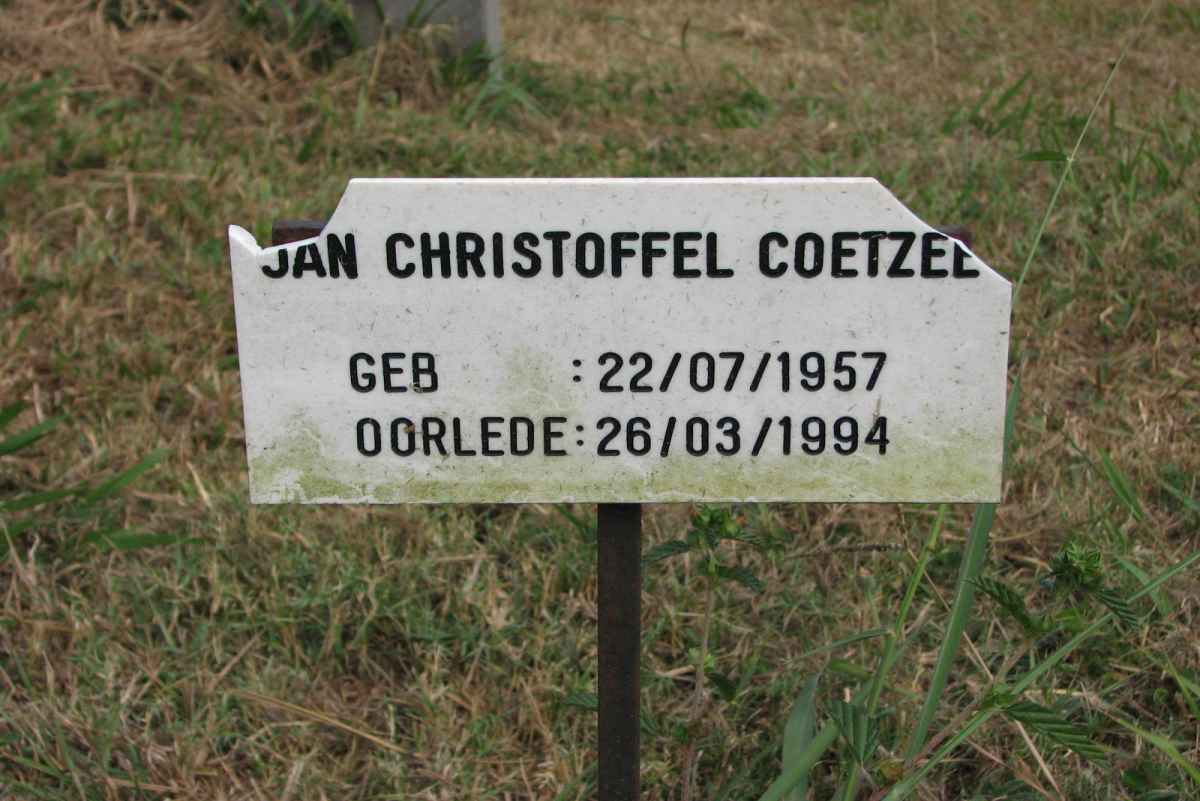 JAN CHRISTOFFEL COETZEE
GEB : 22/07/1957
OORLEDE: 26/03/1994